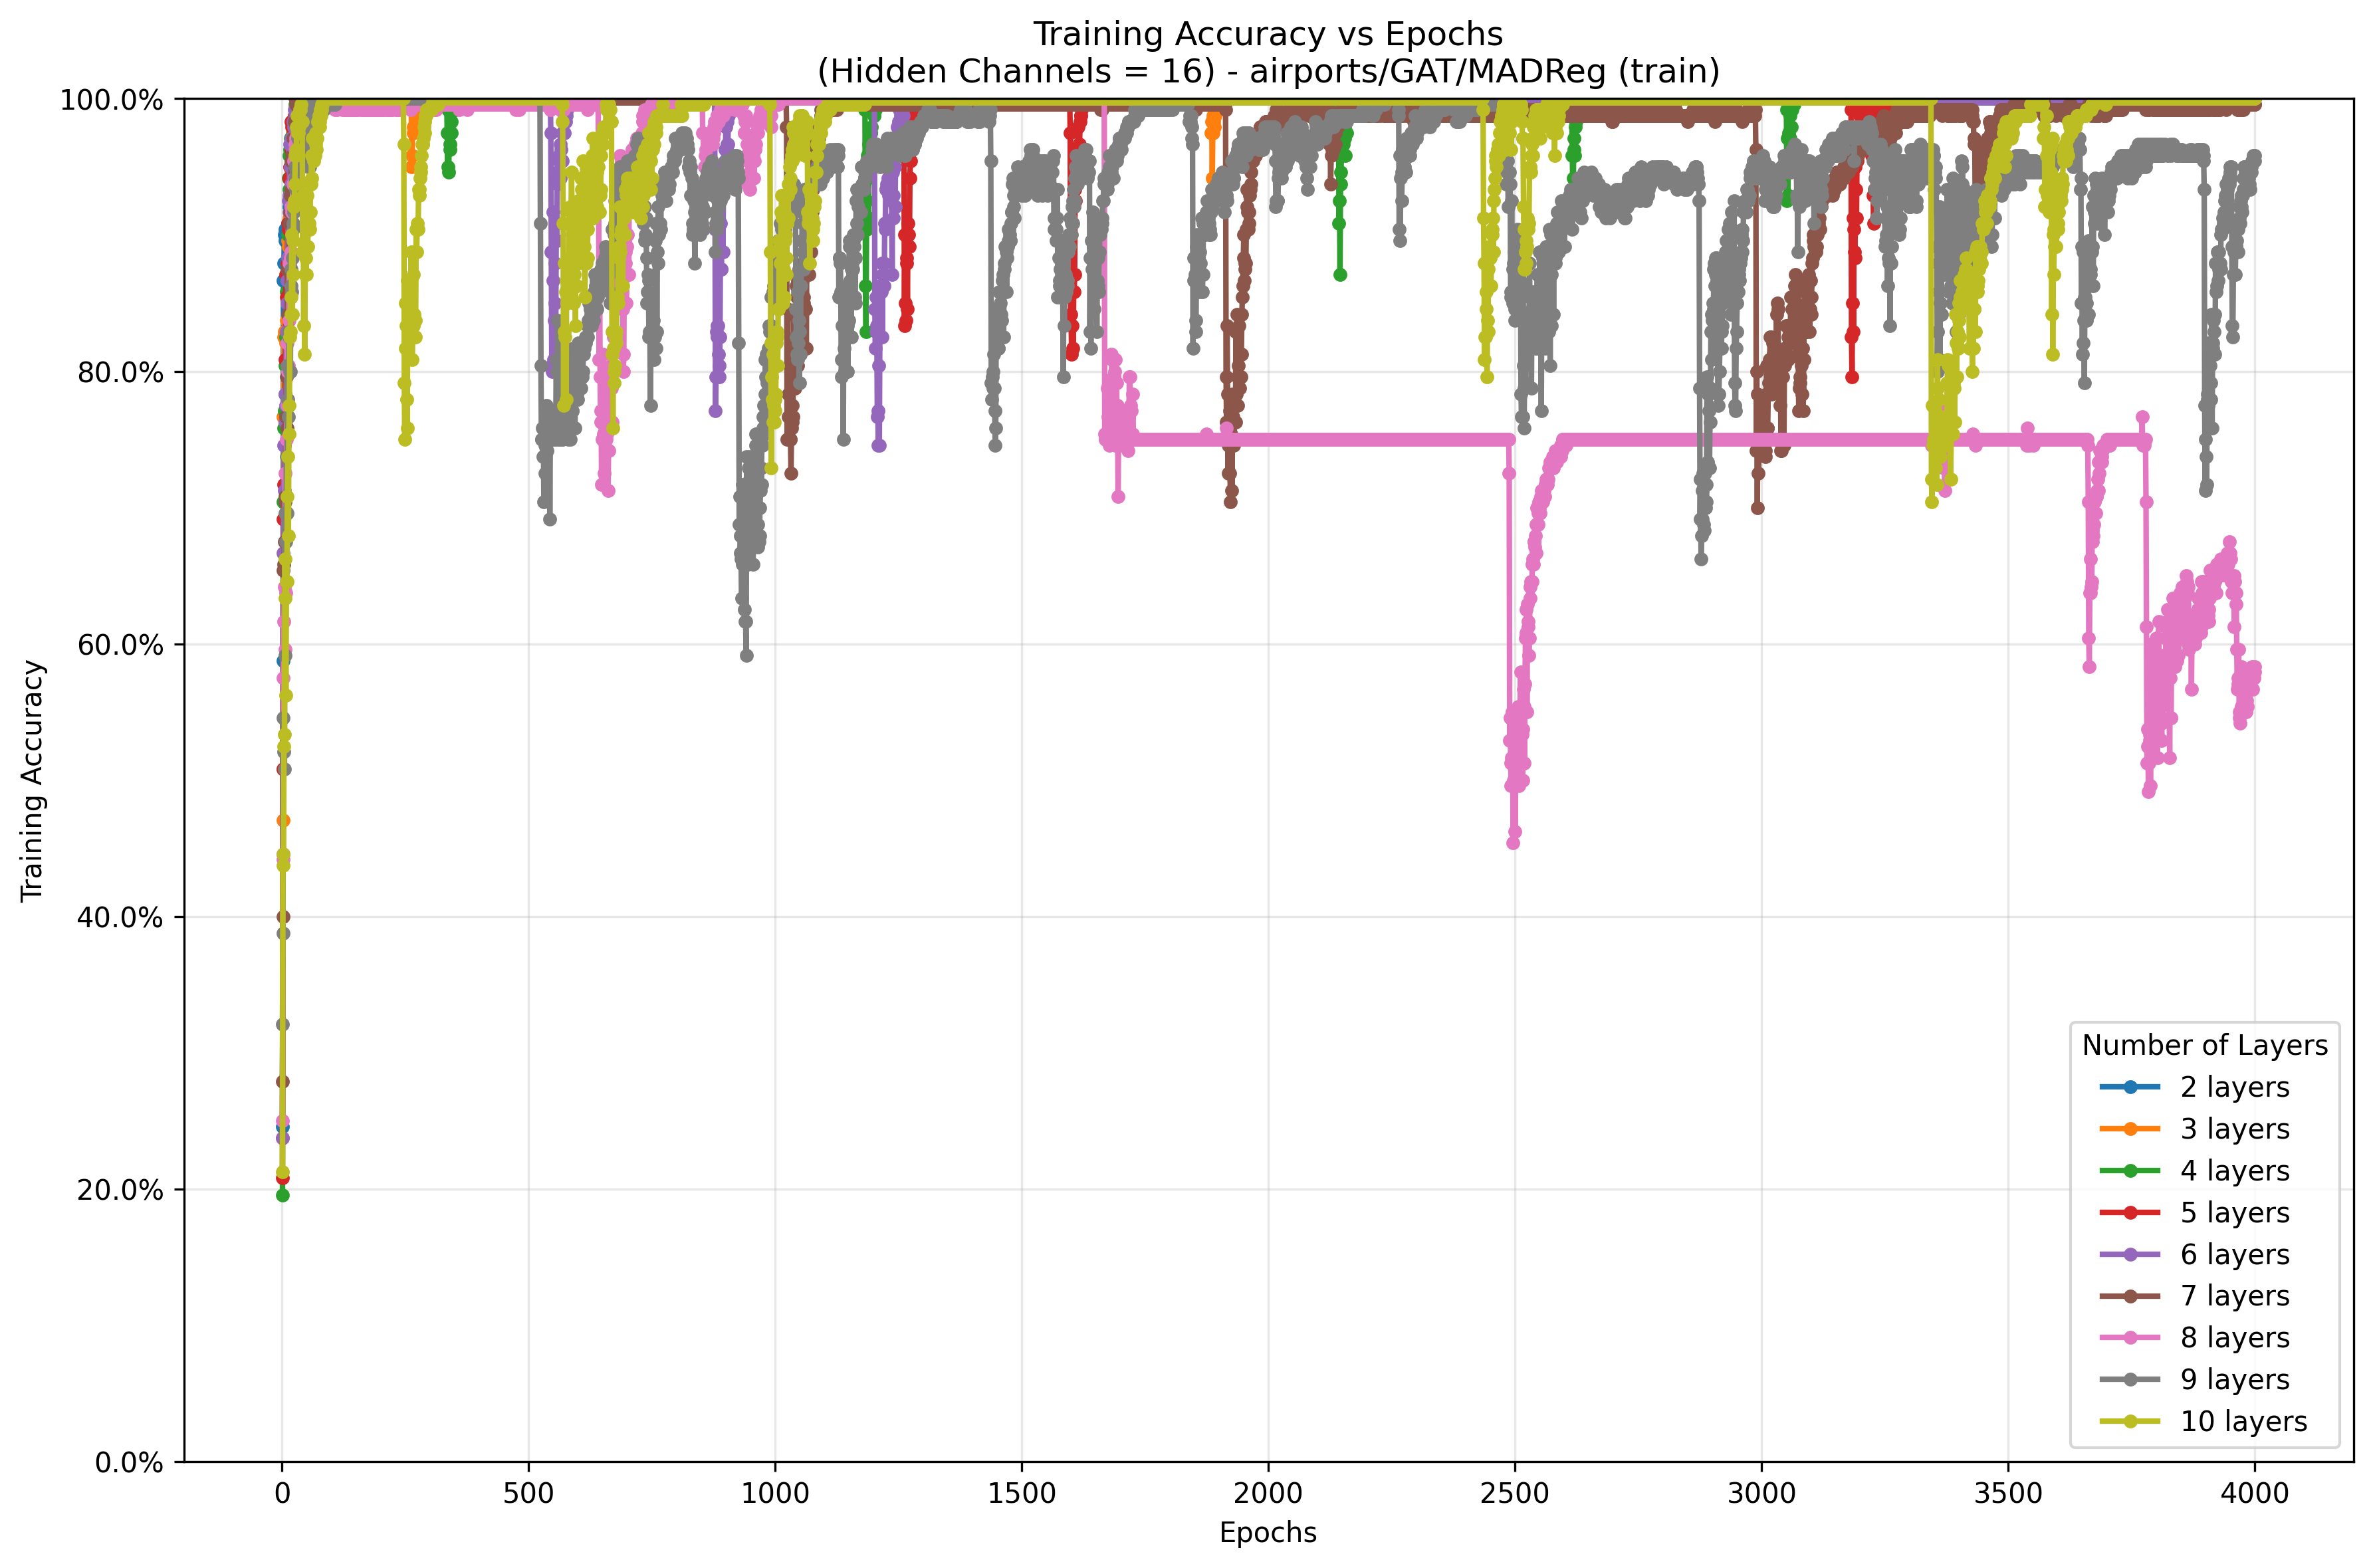 Training Accuracy vs Epochs
(Hidden Channels = 16) - airports/GAT/MADReg (train)
Training Accuracy
100.0%
80.0%
60.0%
40.0%
20.0%
0.0%
0 500 1000 1500 2000 2500 3000 3500 4000
Epochs
Number of Layers
2 layers
3 layers
4 layers
5 layers
6 layers
7 layers
8 layers
9 layers
10 layers